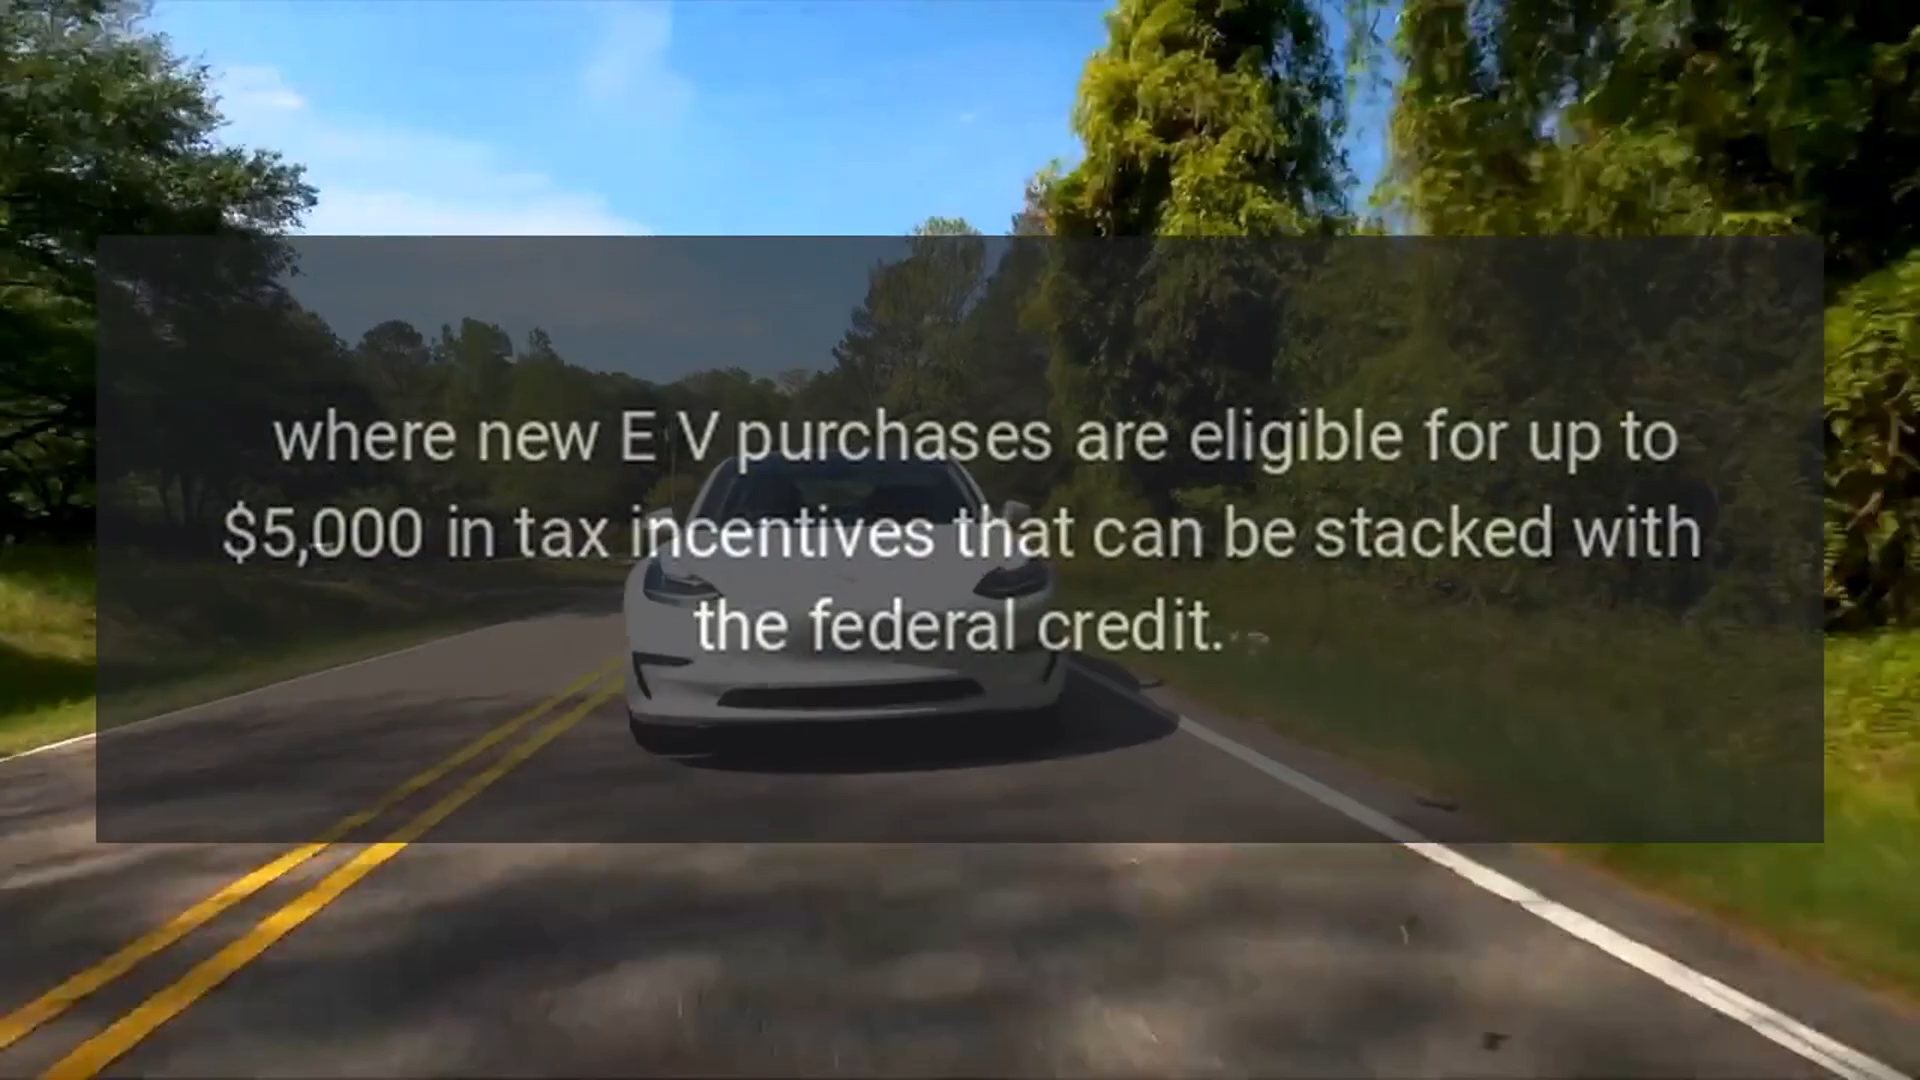 where new E V purchases are eligible for up to
$5,000 in tax incentives that can be stacked with
the federal credit.